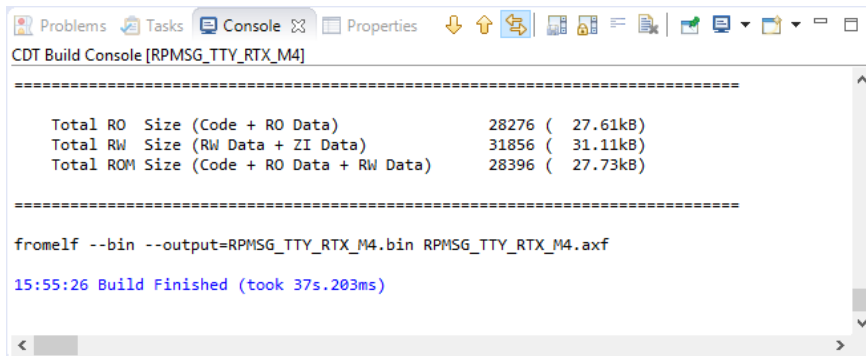 Problems Tasks Console Properties
CDT Build Console [RPMSG_TTY_RTX_M4]
==============================================================================
Total RO  Size (Code + RO Data)                28276 (  27.61kB)
Total RW  Size (RW Data + ZI Data)             31856 (  31.11kB)
Total ROM Size (Code + RO Data + RW Data)      28396 (  27.73kB)
==============================================================================
fromelf --bin --output=RPMSG_TTY_RTX_M4.bin RPMSG_TTY_RTX_M4.axf
15:55:26 Build Finished (took 37s.203ms)